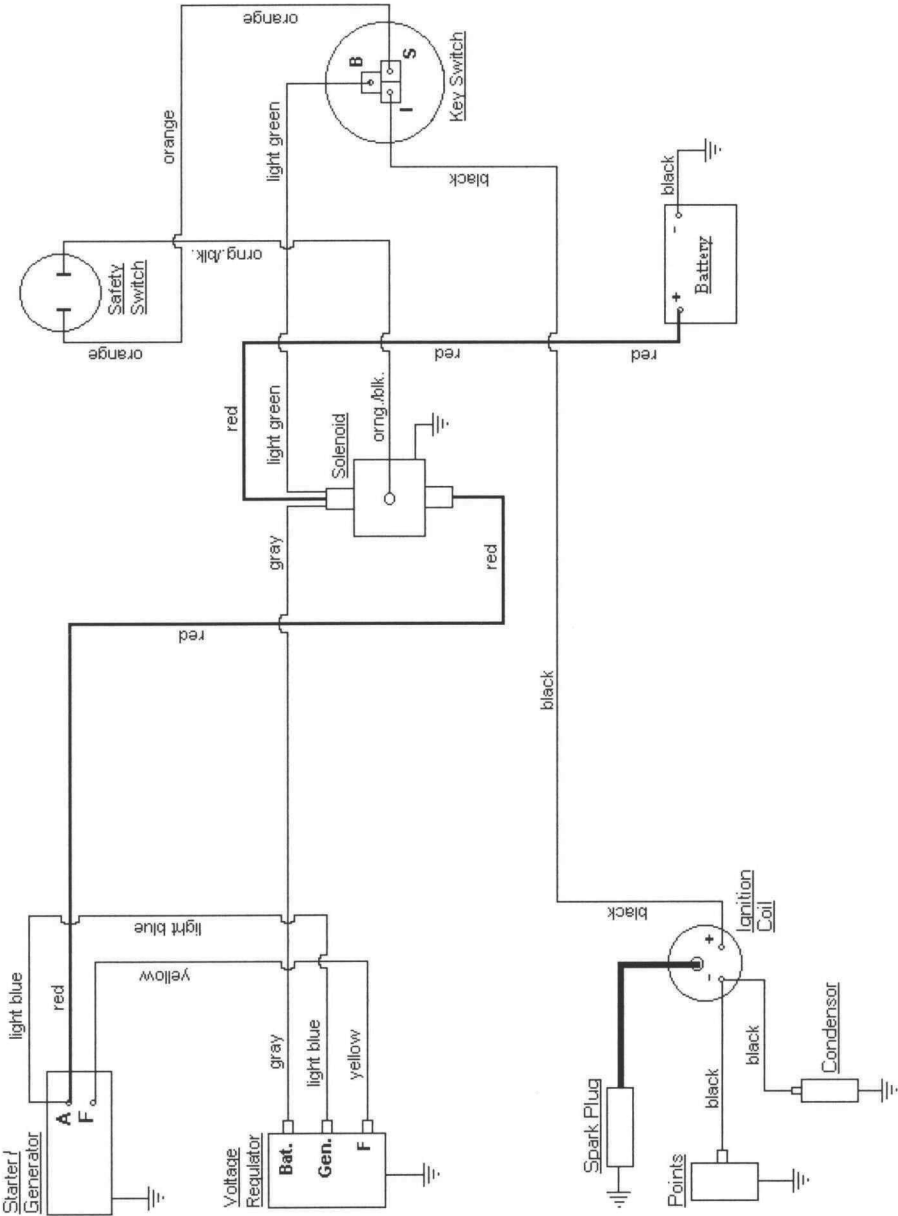 orange
orange
B
S
I
Key Switch
light green
orange
black
black
-
+
Battery
Safety
Switch
orng./blk.
orange
red
red
red
light green
orng./blk.
Solenoid
gray
red
red
black
light blue
light blue
red
yellow
black
Ignition
Coil
+
-
gray
light blue
yellow
Starter /
Generator
A
F
Voltage
Regulator
Bat.
Gen.
F
Spark Plug
black
black
Points
Condensor